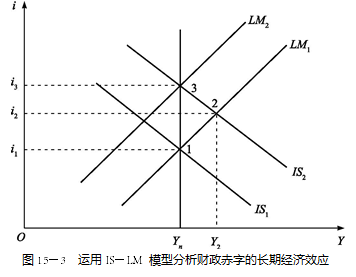 i
LM₂
LM₁
i₃
3
i₂
2
i₁
1
IS₂
IS₁
O
Yₙ
Y₂
Y
图 15－3 运用 IS－LM 模型分析财政赤字的长期经济效应